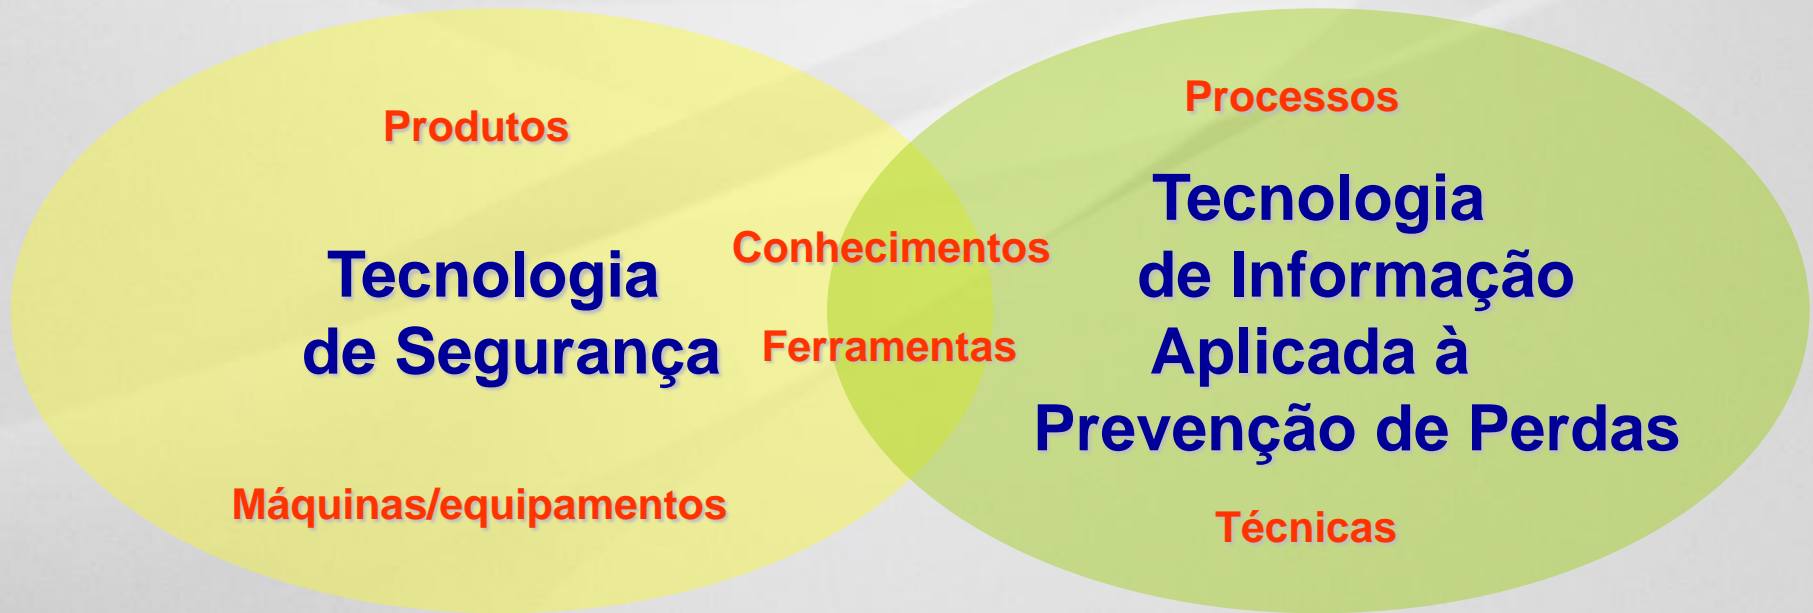 Produtos
Tecnologia
de Segurança
Máquinas/equipamentos
Conhecimentos
Ferramentas
Processos
Tecnologia
de Informação
Aplicada à
Prevenção de Perdas
Técnicas